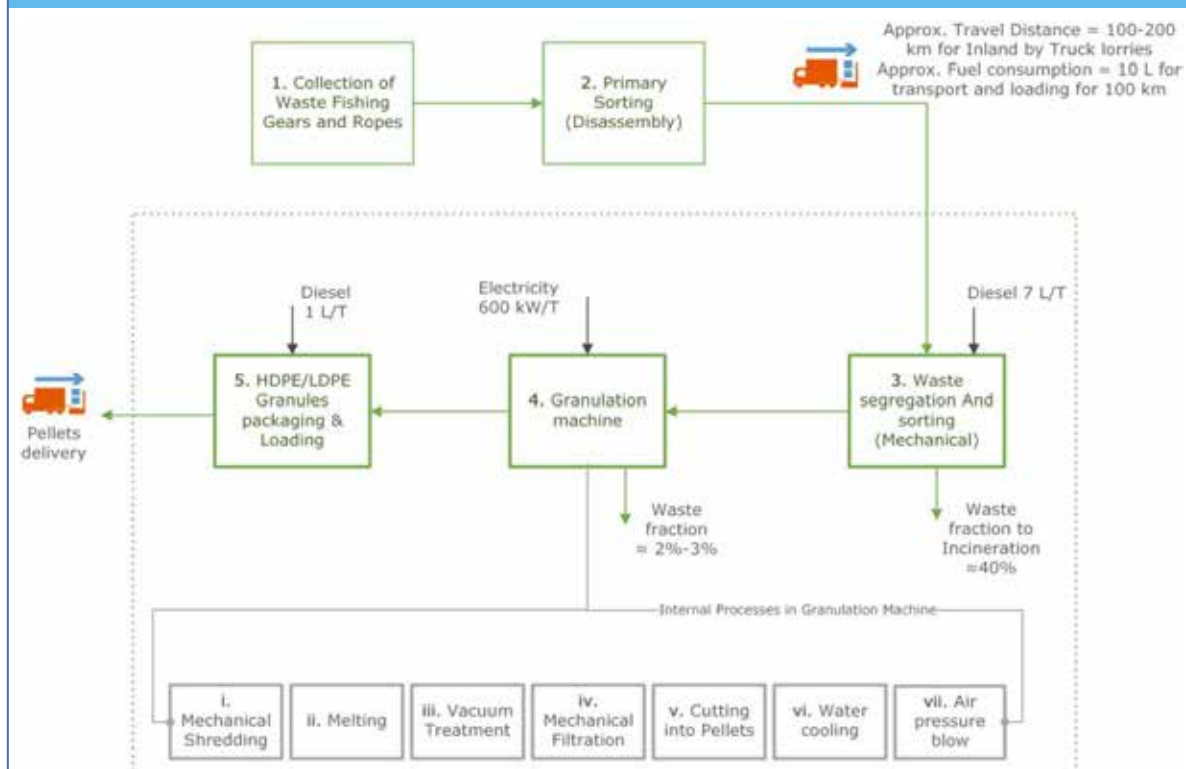 Approx. Travel Distance = 100-200
km for Inland by Truck lorries
Approx. Fuel consumption = 10 L for
transport and loading for 100 km
1. Collection of
Waste Fishing
Gears and Ropes
2. Primary
Sorting
(Disassembly)
Diesel
1 L/T
Electricity
600 kW/T
Diesel 7 L/T
5. HDPE/LDPE
Granules
packaging &
Loading
4. Granulation
machine
3. Waste
segregation And
sorting
(Mechanical)
Pellets
delivery
Waste
fraction
≈ 2%-3%
Waste
fraction to
Incineration
≈40%
Internal Processes in Granulation Machine
i.
Mechanical
Shredding
ii. Melting
iii. Vacuum
Treatment
iv.
Mechanical
Filtration
v. Cutting
into Pellets
vi. Water
cooling
vii. Air
pressure
blow